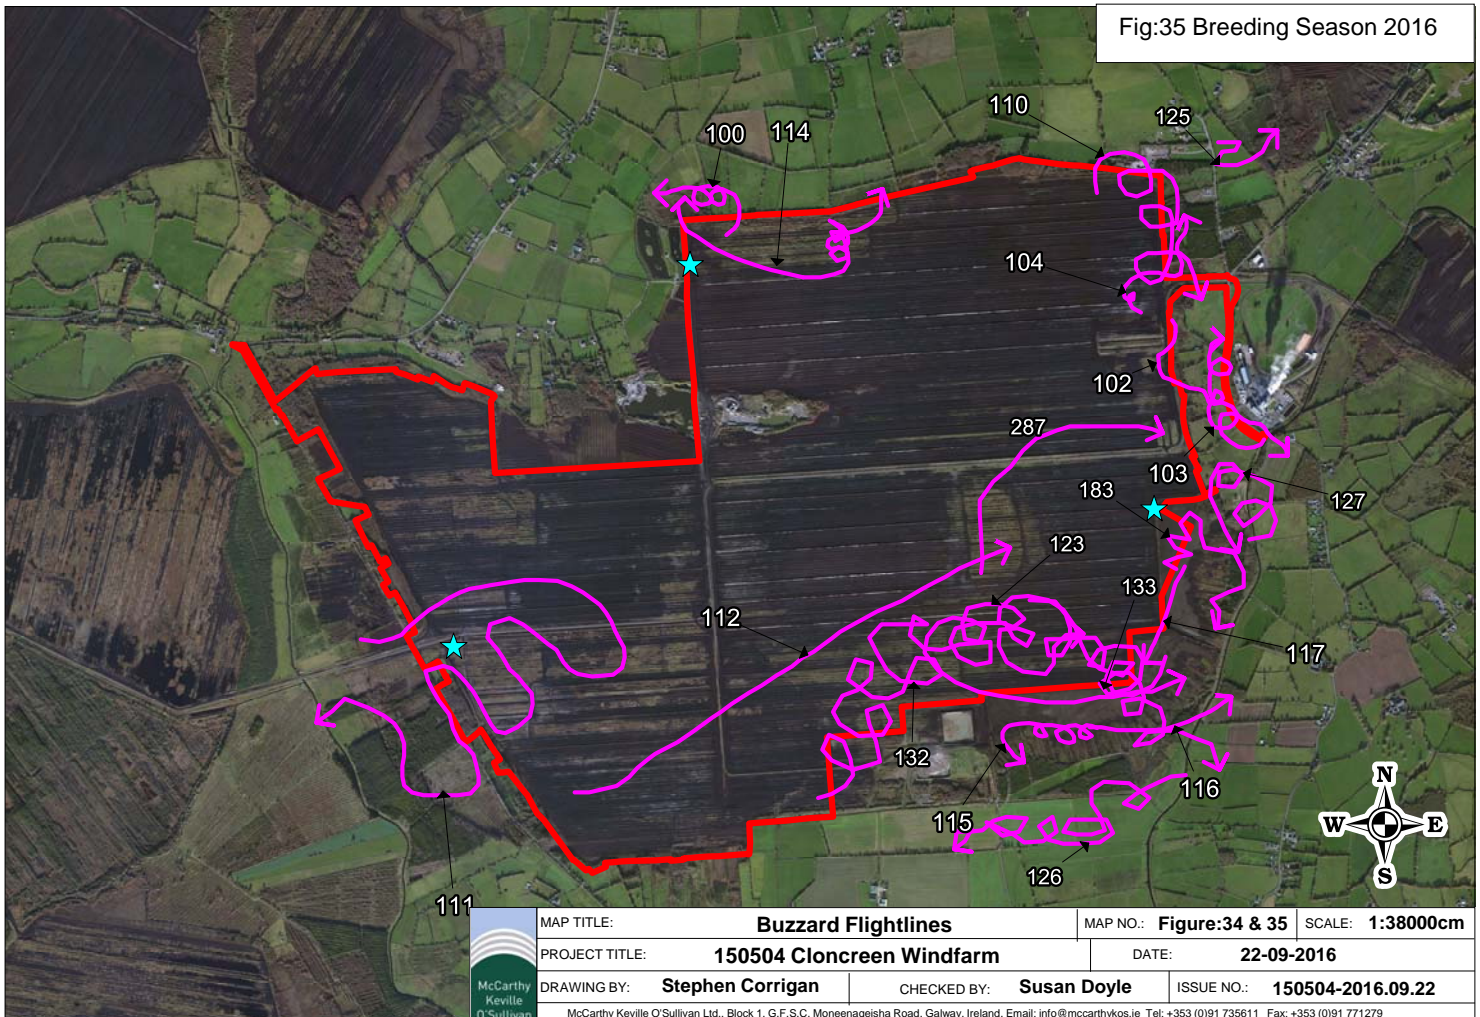 Fig:35 Breeding Season 2016
110
125
100
114
104
102
287
103
183
127
123
133
112
117
132
116
115
126
111
N
W E
S
MAP TITLE: Buzzard Flightlines MAP NO.: Figure:34 & 35 SCALE: 1:38000cm
PROJECT TITLE: 150504 Cloncreen Windfarm DATE: 22-09-2016
DRAWING BY: Stephen Corrigan CHECKED BY: Susan Doyle ISSUE NO.: 150504-2016.09.22
McCarthy
Keville
O'Sullivan
McCarthy Keville O'Sullivan Ltd., Block 1, G.F.S.C. Moneenageisha Road, Galway, Ireland. Email: info@mccarthykos.ie Tel: +353 (0)91 735611 Fax: +353 (0)91 771279